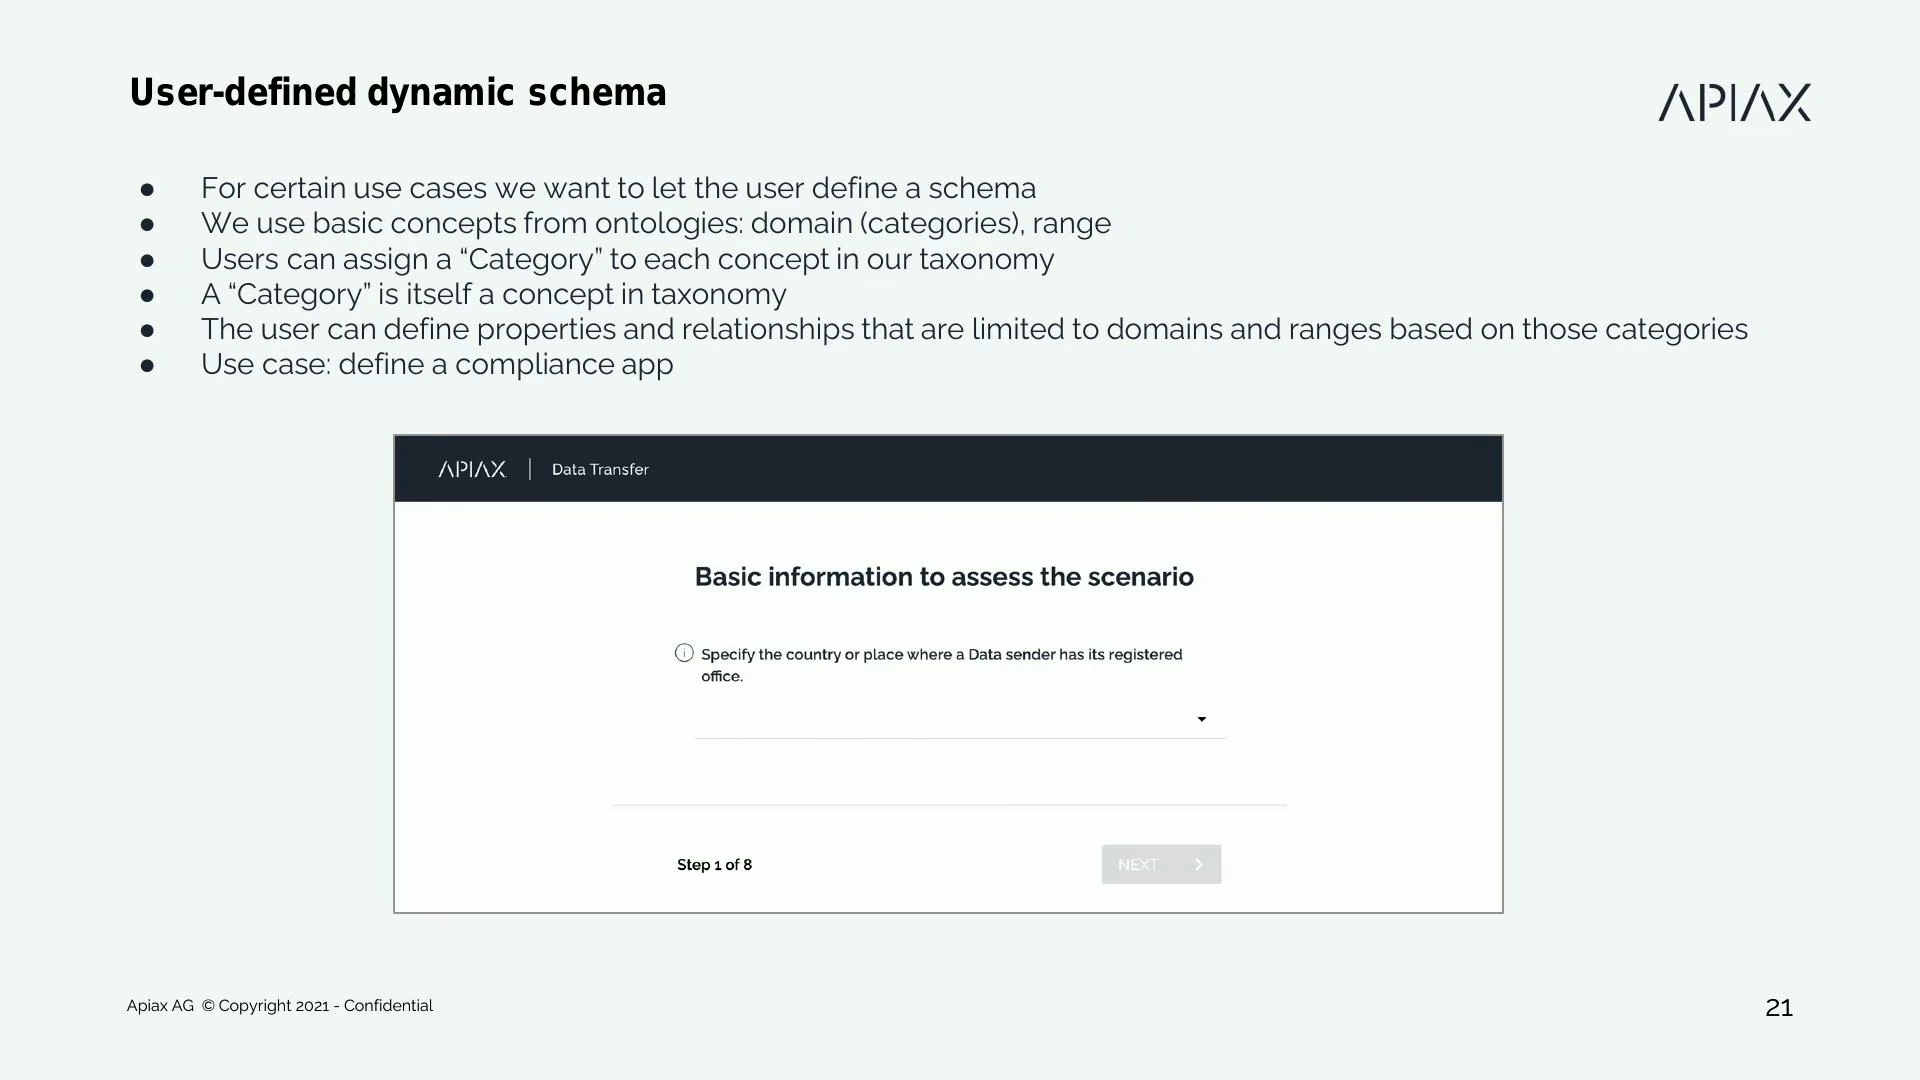 User-defined dynamic schema
APIAX
● For certain use cases we want to let the user define a schema
● We use basic concepts from ontologies: domain (categories), range
● Users can assign a “Category” to each concept in our taxonomy
● A “Category” is itself a concept in taxonomy
● The user can define properties and relationships that are limited to domains and ranges based on those categories
● Use case: define a compliance app
APIAX | Data Transfer
Basic information to assess the scenario
Specify the country or place where a Data sender has its registered
office.
Step 1 of 8
NEXT
Apiax AG © Copyright 2021 - Confidential
21